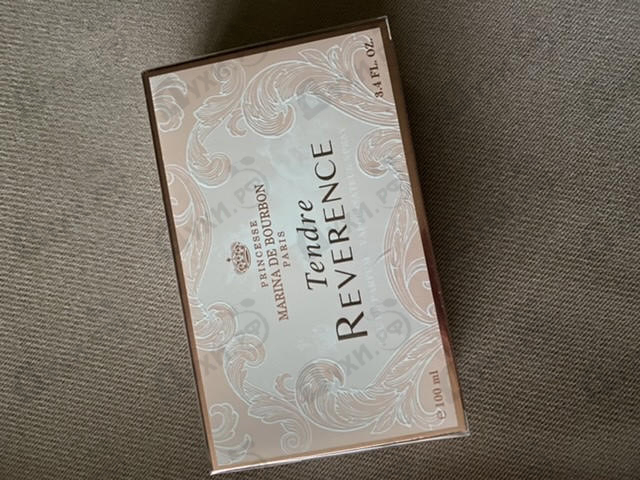 PRINCESSE
MARINA DE BOURBON
PARIS
Tendre
REVERENCE
℮ 100 ml
3.4 FL. OZ.